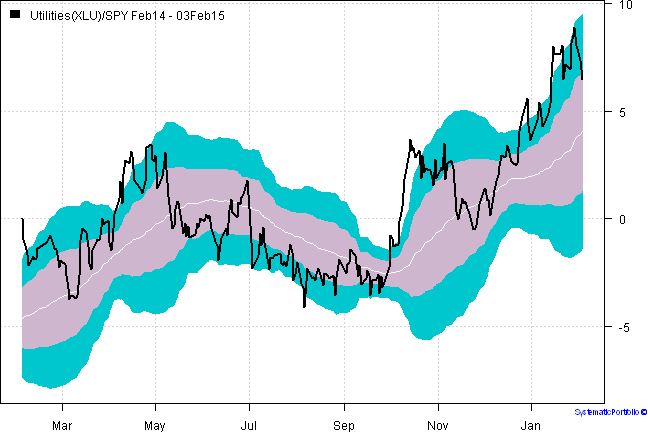 Utilities(XLU)/SPY Feb14 - 03Feb15
10
5
0
-5
Mar May Jul Sep Nov Jan
SystematicPortfolio ©